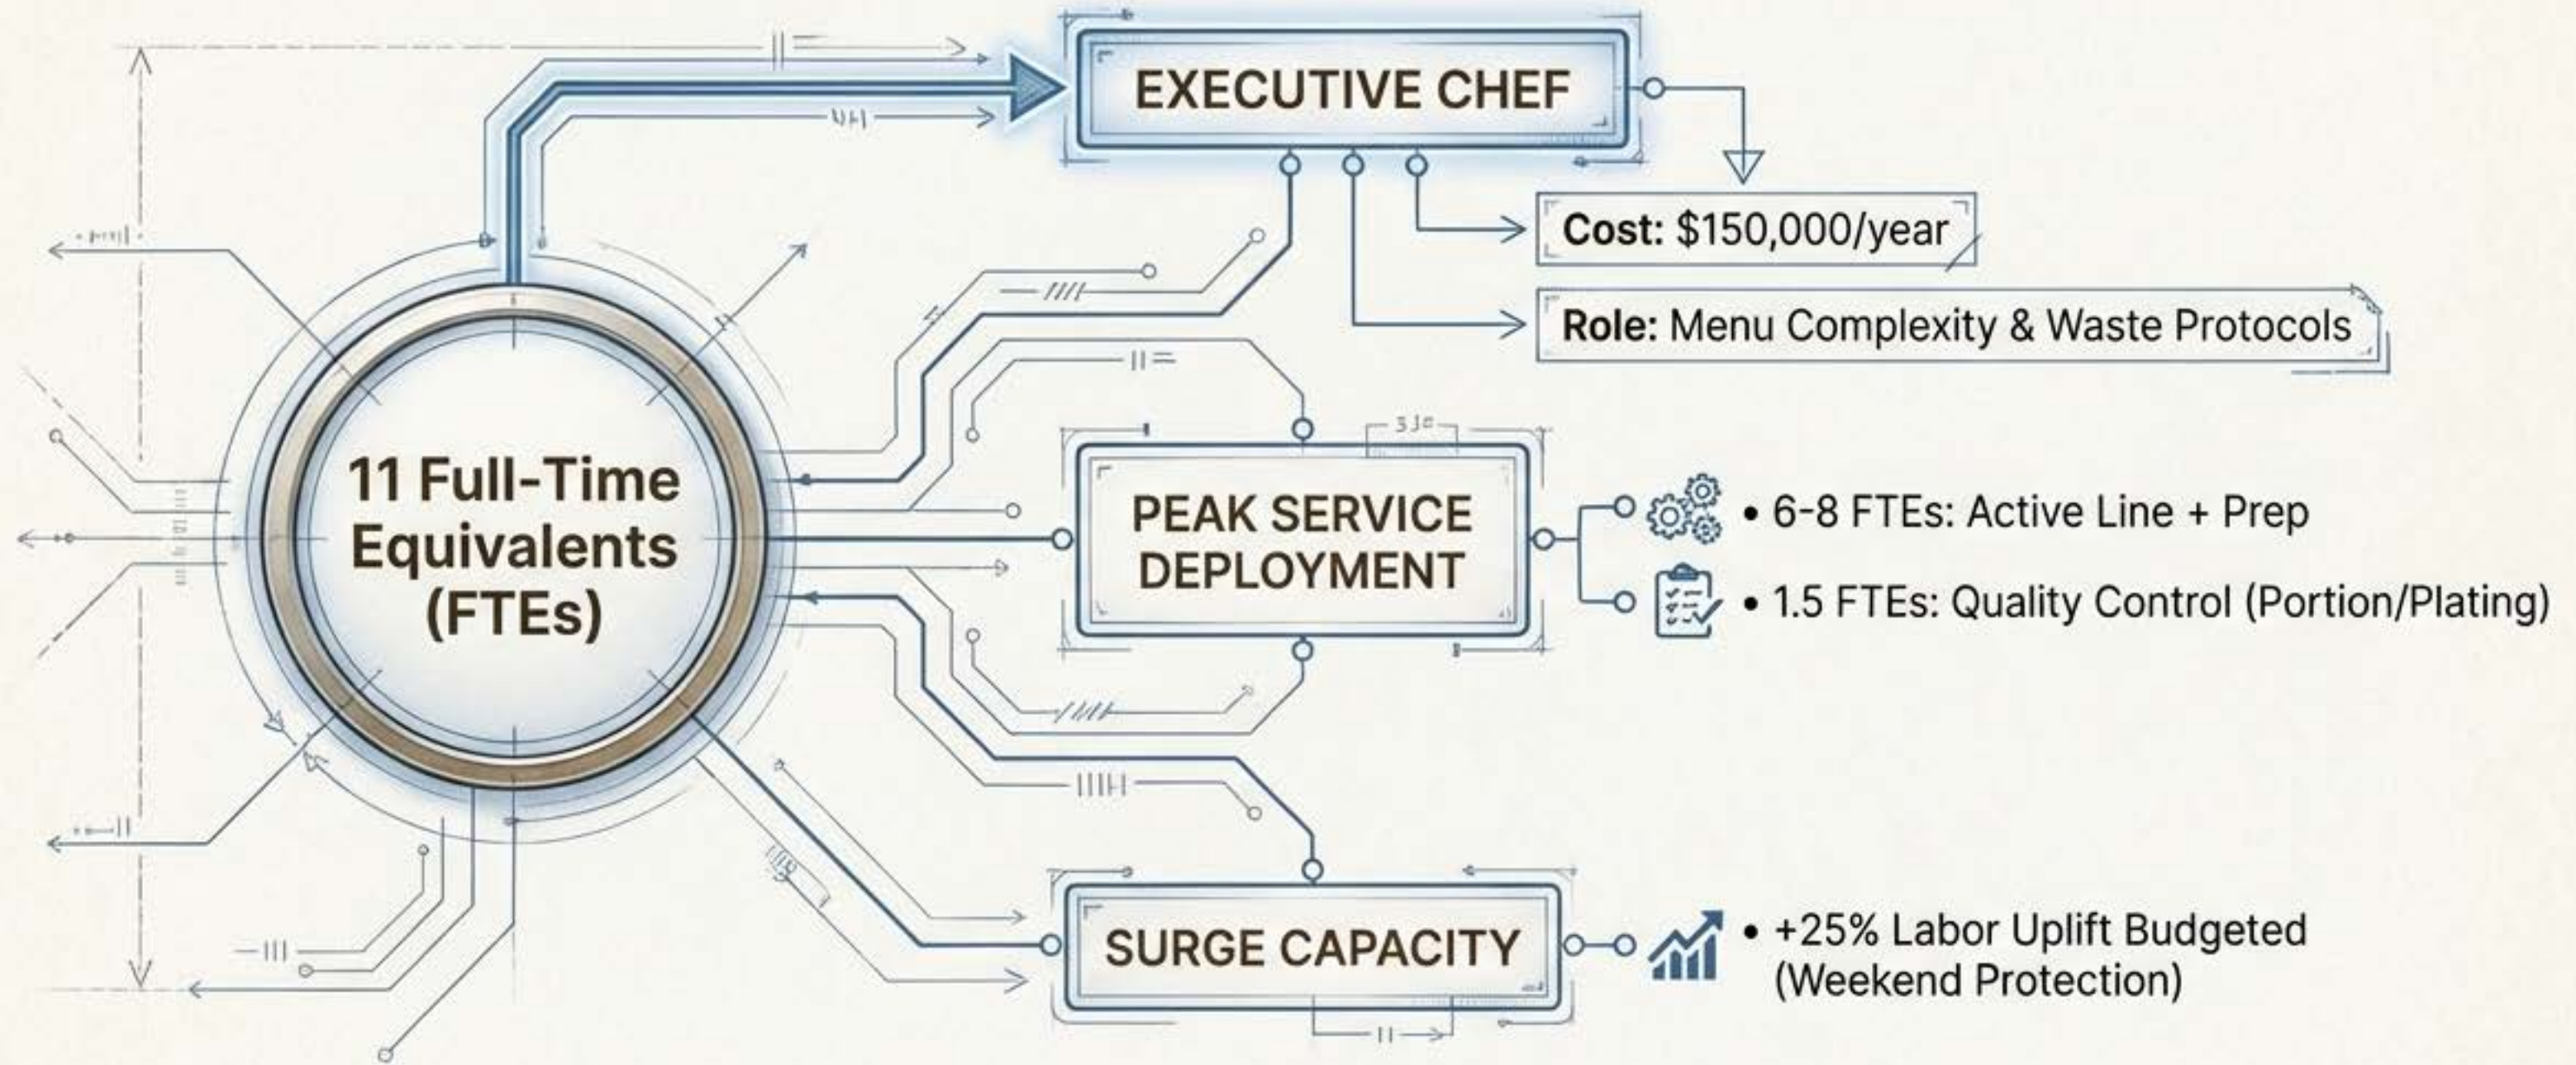 EXECUTIVE CHEF
Cost: $150,000/year
Role: Menu Complexity & Waste Protocols
11 Full-Time
Equivalents
(FTEs)
PEAK SERVICE
DEPLOYMENT
• 6-8 FTEs: Active Line + Prep
• 1.5 FTEs: Quality Control (Portion/Plating)
SURGE CAPACITY
• +25% Labor Uplift Budgeted
(Weekend Protection)